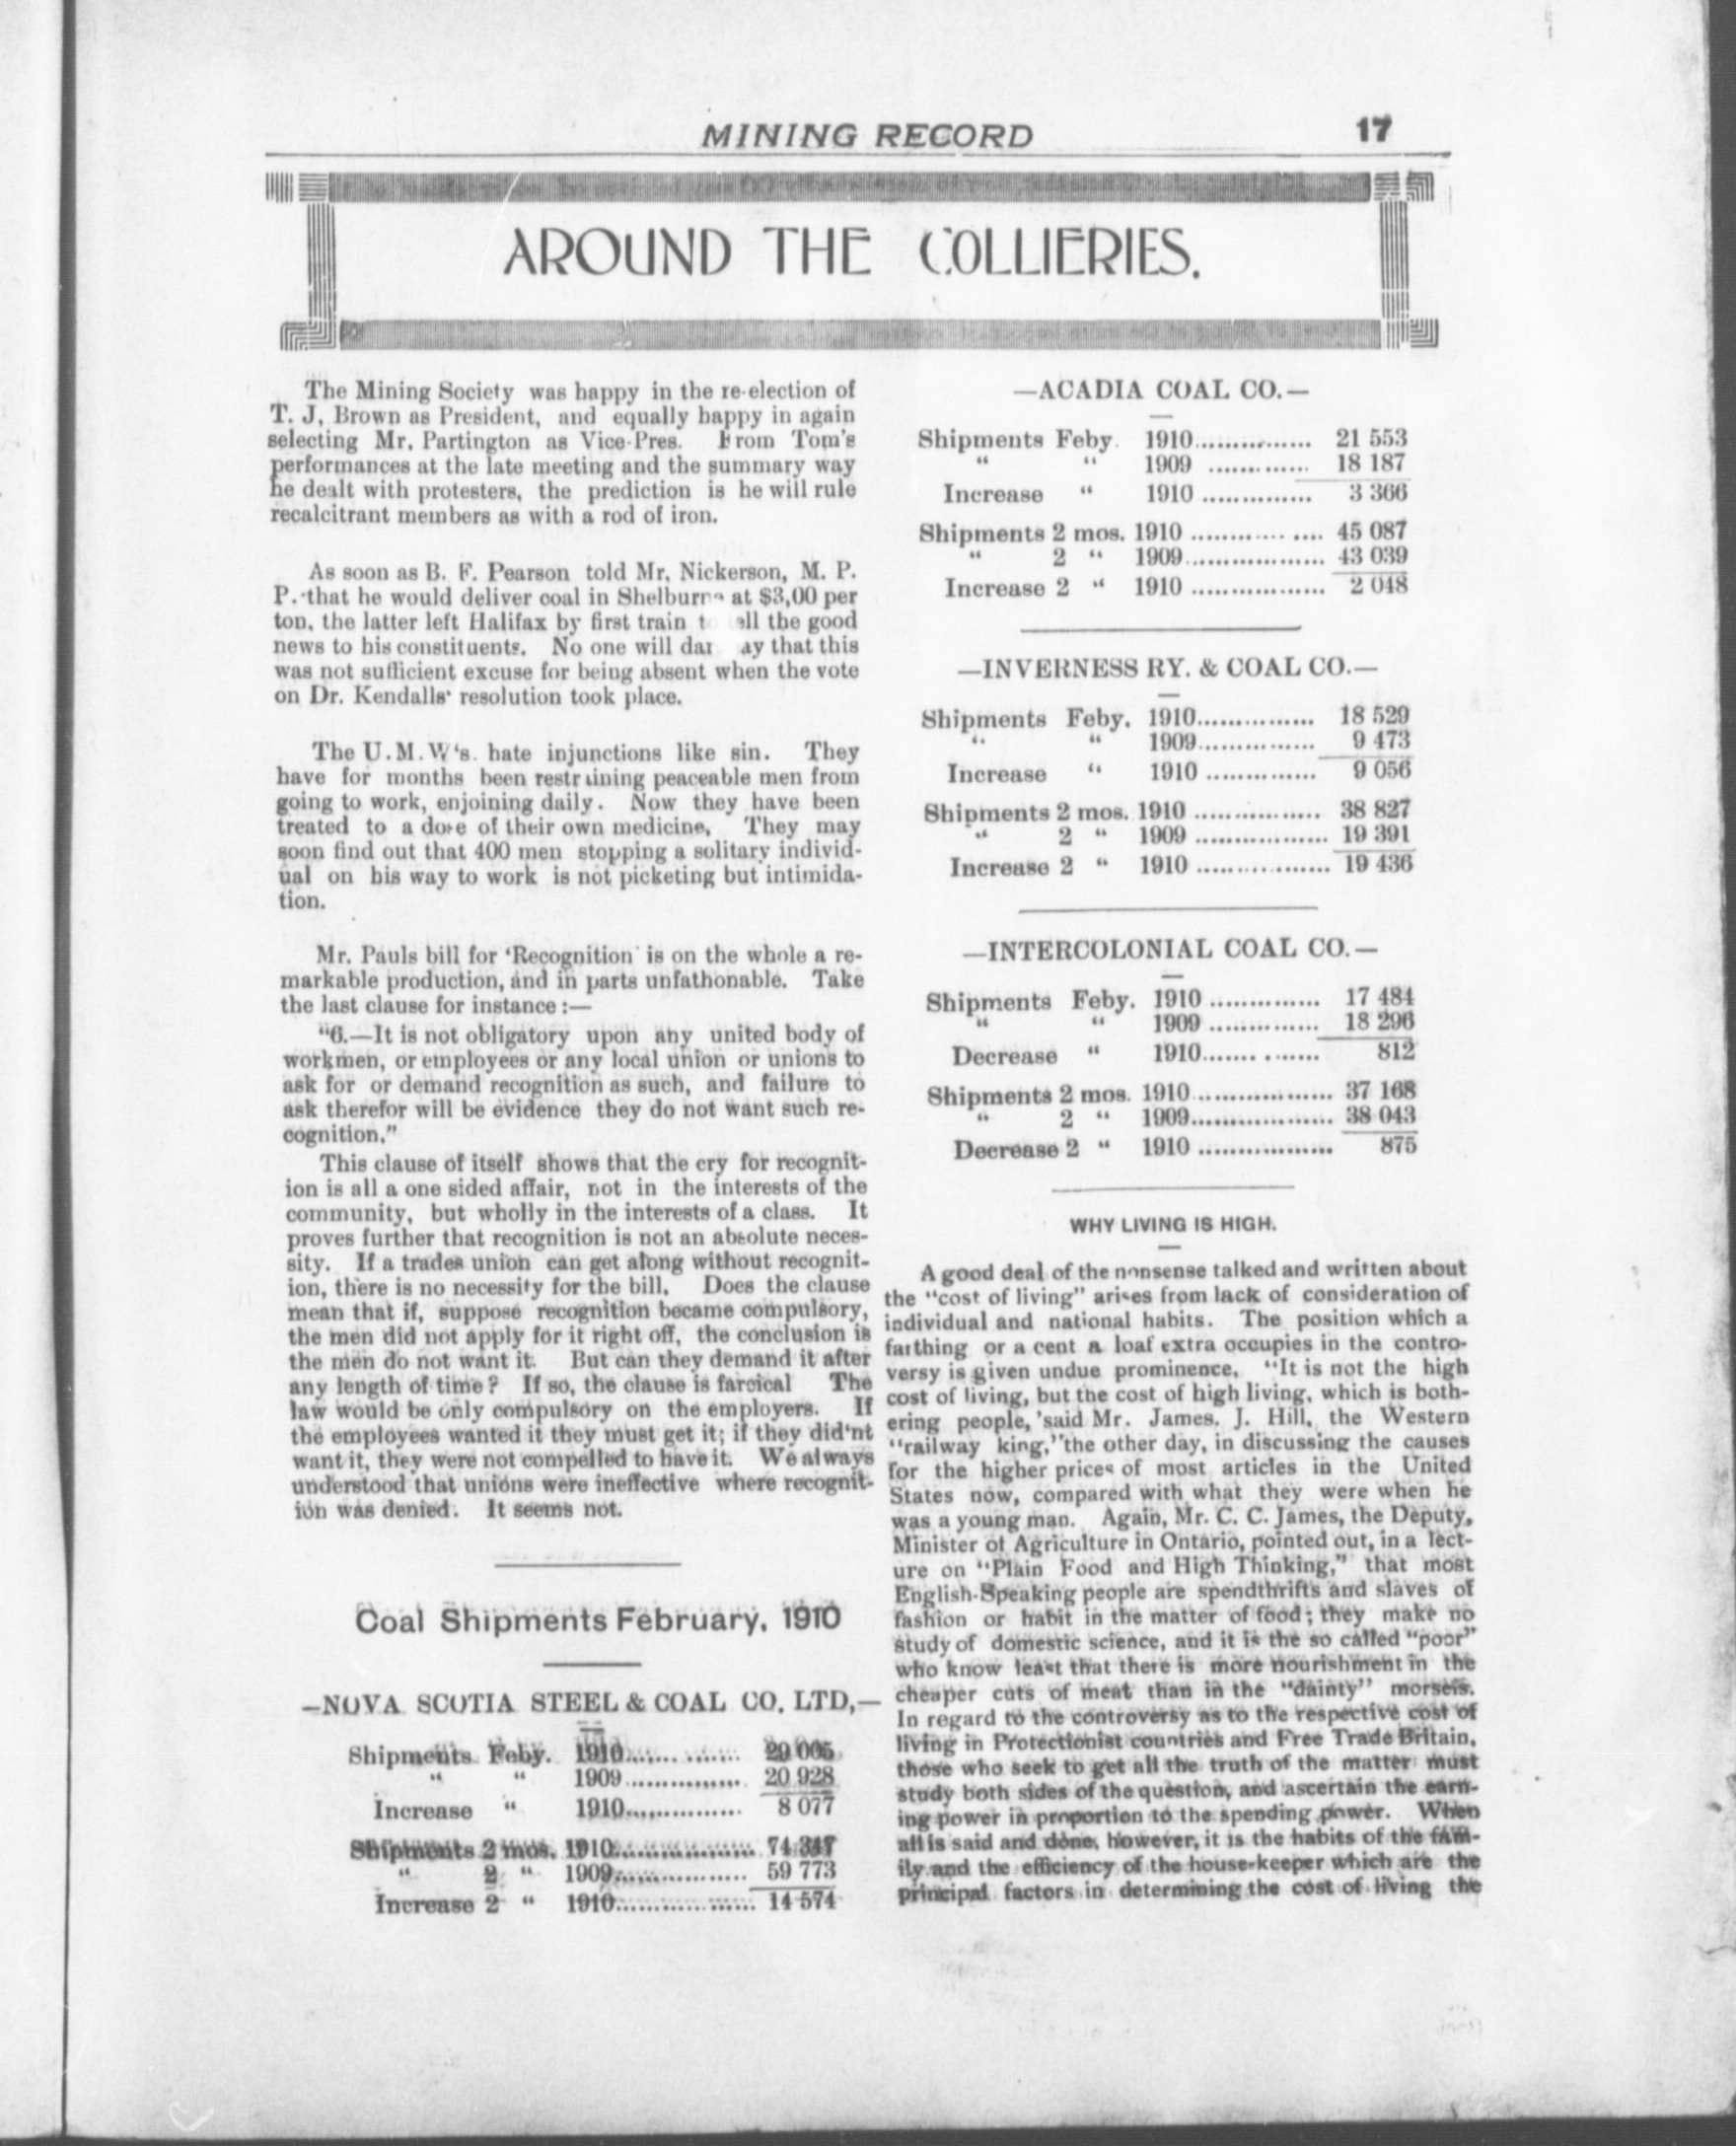 MINING RECORD 17
AROUND THE COLLIERIES.
The Mining Society was happy in the re-election of
T. J, Brown as President, and equally happy in again
selecting Mr. Partington as Vice-Pres. From Tom's
performances at the late meeting and the summary way
he dealt with protesters, the prediction is he will rule
recalcitrant members as with a rod of iron.
As soon as B. F. Pearson told Mr, Nickerson, M. P.
P. that he would deliver coal in Shelburne at $3,00 per
ton, the latter left Halifax by first train to tell the good
news to his constituents. No one will ay that this
was not sufficient excuse for being absent when the vote
on Dr. Kendalls' resolution took place.
The U.M.W's. hate injunctions like sin. They
have for months been restraining peaceable men from
going to work, enjoining daily. Now they have been
treated to a dose of their own medicine, They may
soon find out that 400 men stopping a solitary individ-
ual on his way to work is not picketing but intimida-
tion.
Mr. Pauls bill for 'Recognition' is on the whole a re-
markable production, and in parts unfathonable. Take
the last clause for instance :—
"6.—It is not obligatory upon any united body of
workmen, or employees or any local union or unions to
ask for or demand recognition as such, and failure to
ask therefor will be evidence they do not want such re-
cognition."
This clause of itself shows that the cry for recognit-
ion is all a one sided affair, not in the interests of the
community, but wholly in the interests of a class. It
proves further that recognition is not an absolute neces-
sity. If a trades union can get along without recognit-
ion, there is no necessity for the bill. Does the clause
mean that if, suppose recognition became compulsory,
the men did not apply for it right off, the conclusion is
the men do not want it. But can they demand it after
any length of time? If so, the clause is farcical The
law would be only compulsory on the employers. If
the employees wanted it they must get it; if they did'nt
want it, they were not compelled to have it. We always
understood that unions were ineffective where recognit-
ion was denied. It seems not.
Coal Shipments February, 1910
—NOVA SCOTIA STEEL & COAL CO. LTD,—
Shipments Feby. 1910.............. 29 005
" " 1909............... 20 928
Increase " 1910............... 8 077
Shipments 2 mos. 1910.................. 74 347
" 2 " 1909................. 59 773
Increase 2 " 1910.................. 14 574
—ACADIA COAL CO.—
Shipments Feby. 1910............... 21 553
" " 1909 ............. 18 187
Increase " 1910 .............. 3 366
Shipments 2 mos. 1910 ................ 45 087
" 2 " 1909.................. 43 039
Increase 2 " 1910 ................. 2 048
—INVERNESS RY. & COAL CO.—
Shipments Feby. 1910............... 18 529
" " 1909............... 9 473
Increase " 1910 .............. 9 056
Shipments 2 mos. 1910 ................ 38 827
" 2 " 1909 ................. 19 391
Increase 2 " 1910 ................. 19 436
—INTERCOLONIAL COAL CO.—
Shipments Feby. 1910 .............. 17 484
" " 1909 .............. 18 296
Decrease " 1910.............. 812
Shipments 2 mos. 1910 ................. 37 168
" 2 " 1909.................. 38 043
Decrease 2 " 1910 ................. 875
WHY LIVING IS HIGH.
A good deal of the nonsense talked and written about
the "cost of living" arises from lack of consideration of
individual and national habits. The position which a
farthing or a cent a loaf extra occupies in the contro-
versy is given undue prominence, "It is not the high
cost of living, but the cost of high living, which is both-
ering people, 'said Mr. James. J. Hill, the Western
"railway king,"the other day, in discussing the causes
for the higher prices of most articles in the United
States now, compared with what they were when he
was a young man. Again, Mr. C. C. James, the Deputy,
Minister of Agriculture in Ontario, pointed out, in a lect-
ure on "Plain Food and High Thinking," that most
English-Speaking people are spendthrifts and slaves of
fashion or habit in the matter of food; they make no
study of domestic science, and it is the so called "poor"
who know least that there is more nourishment in the
cheaper cuts of meat than in the "dainty" morsels.
In regard to the controversy as to the respective cost of
living in Protectionist countries and Free Trade Britain,
those who seek to get all the truth of the matter must
study both sides of the question, and ascertain the earn-
ing power in proportion to the spending power. When
all is said and done, however, it is the habits of the fam-
ily and the efficiency of the house-keeper which are the
principal factors in determining the cost of living the